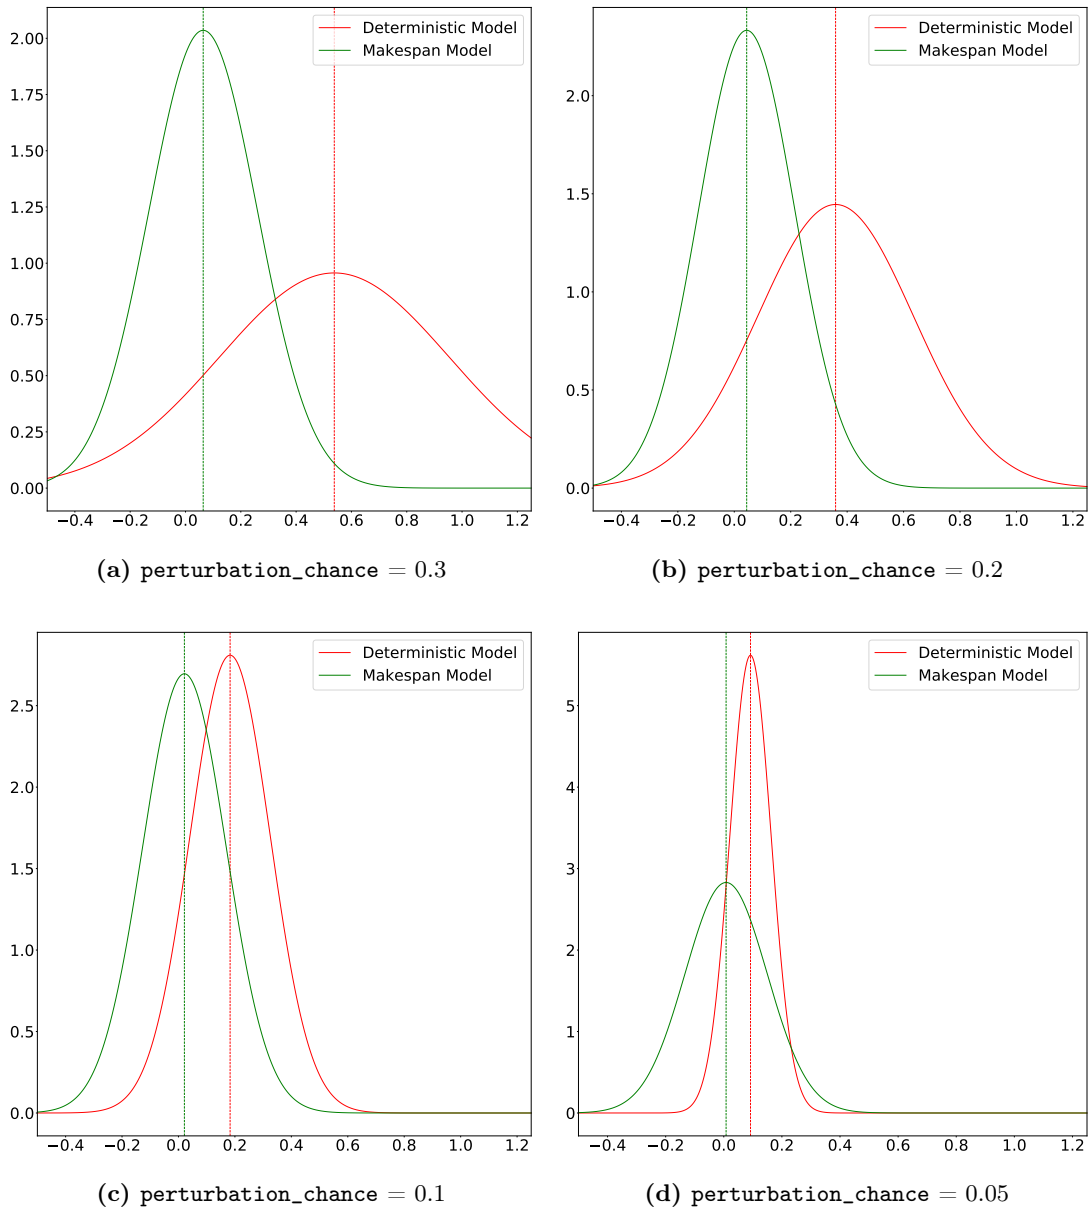 Deterministic Model
Makespan Model
2.00
1.75
1.50
1.25
1.00
0.75
0.50
0.25
0.00
−0.4 −0.2 0.0 0.2 0.4 0.6 0.8 1.0 1.2
(a) perturbation_chance = 0.3
Deterministic Model
Makespan Model
2.0
1.5
1.0
0.5
0.0
−0.4 −0.2 0.0 0.2 0.4 0.6 0.8 1.0 1.2
(b) perturbation_chance = 0.2
Deterministic Model
Makespan Model
2.5
2.0
1.5
1.0
0.5
0.0
−0.4 −0.2 0.0 0.2 0.4 0.6 0.8 1.0 1.2
(c) perturbation_chance = 0.1
Deterministic Model
Makespan Model
5
4
3
2
1
0
−0.4 −0.2 0.0 0.2 0.4 0.6 0.8 1.0 1.2
(d) perturbation_chance = 0.05